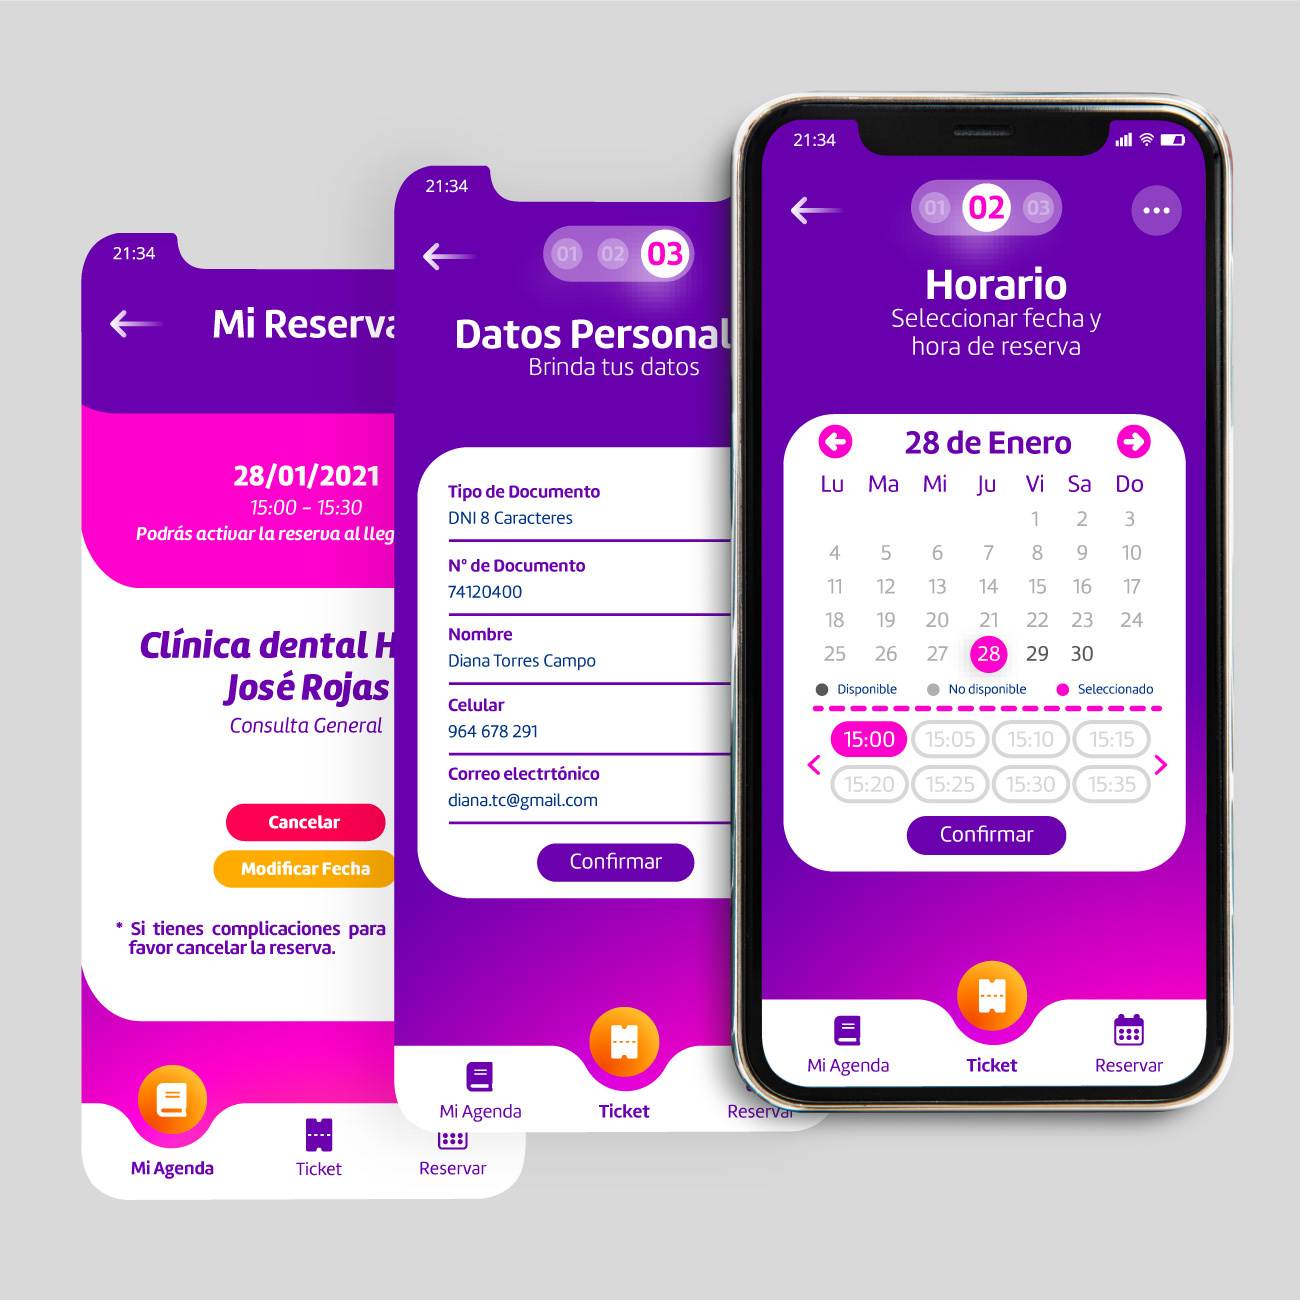 21:34
Mi Reserva
28/01/2021
15:00 - 15:30
Podrás activar la reserva al
Clínica dental
José Rojas
Consulta General
Cancelar
Modificar Fecha
* Si tienes complicaciones para
favor cancelar la reserva.
Mi Agenda
Ticket
Reservar
21:34
01 02 03
Datos
Brinda tus datos
Tipo de Documento
DNI 8 Caracteres
N° de Documento
74120400
Nombre
Diana Torres Campo
Celular
964 678 291
Correo electrtónico
diana.tc@gmail.com
Confirmar
Mi Agenda
Ticket
Reservar
21:34
01 02 03
Horario
Seleccionar fecha y
hora de reserva
28 de Enero
Lu Ma Mi Ju Vi Sa Do
1 2 3
4 5 6 7 8 9 10
11 12 13 14 15 16 17
18 19 20 21 22 23 24
25 26 27 28 29 30
Disponible No disponible Seleccionado
15:00 15:05 15:10 15:15
15:20 15:25 15:30 15:35
Confirmar
Mi Agenda
Ticket
Reservar